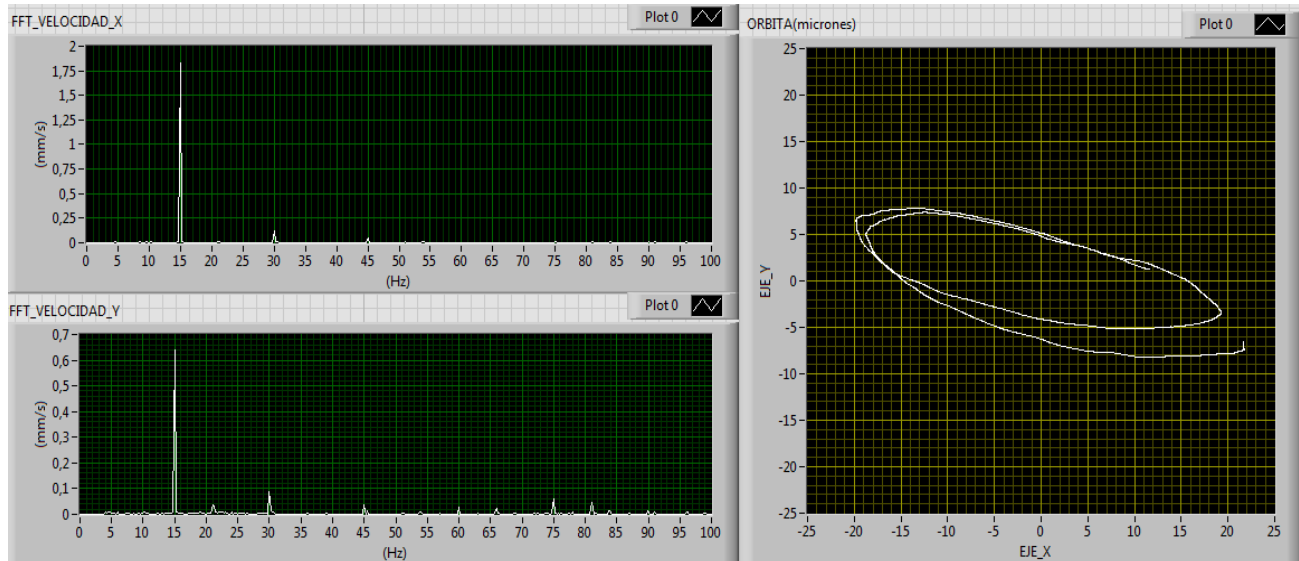 FFT_VELOCIDAD_X
Plot 0
2
1,75
1,5
1,25
1
0,75
0,5
0,25
0
(mm/s)
0 5 10 15 20 25 30 35 40 45 50 55 60 65 70 75 80 85 90 95 100
(Hz)
FFT_VELOCIDAD_Y
Plot 0
0,7
0,6
0,5
0,4
0,3
0,2
0,1
0
(mm/s)
0 5 10 15 20 25 30 35 40 45 50 55 60 65 70 75 80 85 90 95 100
(Hz)
ORBITA(micrones)
Plot 0
25
20
15
10
5
0
-5
-10
-15
-20
-25
EJE_Y
-25 -20 -15 -10 -5 0 5 10 15 20 25
EJE_X